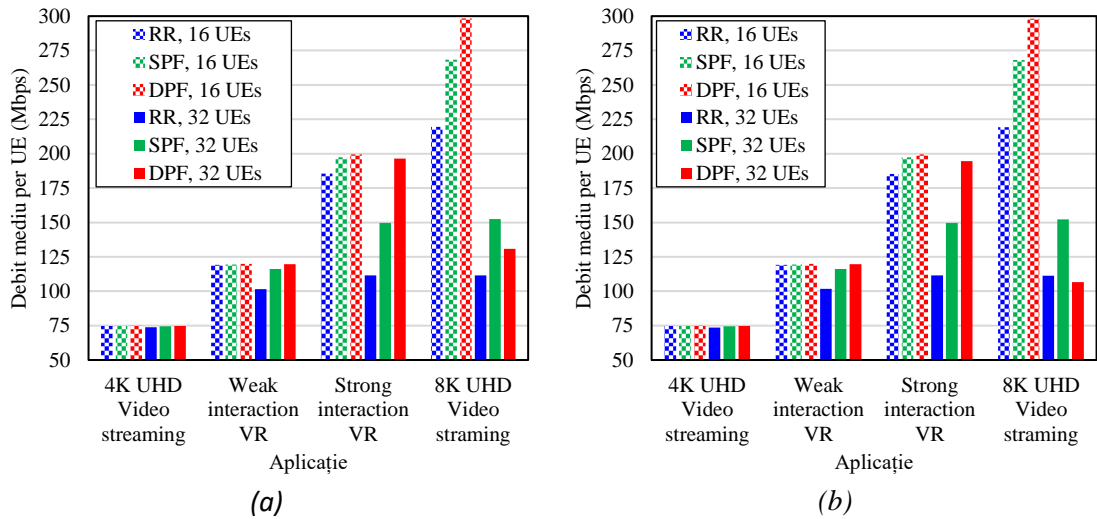 300
275
250
225
200
175
150
125
100
75
50
Debit mediu per UE (Mbps)
RR, 16 UEs
SPF, 16 UEs
DPF, 16 UEs
RR, 32 UEs
SPF, 32 UEs
DPF, 32 UEs
4K UHD
Video
streaming
Weak
interaction
VR
Strong
interaction
VR
8K UHD
Video
straming
Aplicație
(a)
300
275
250
225
200
175
150
125
100
75
50
Debit mediu per UE (Mbps)
RR, 16 UEs
SPF, 16 UEs
DPF, 16 UEs
RR, 32 UEs
SPF, 32 UEs
DPF, 32 UEs
4K UHD
Video
streaming
Weak
interaction
VR
Strong
interaction
VR
8K UHD
Video
straming
Aplicație
(b)